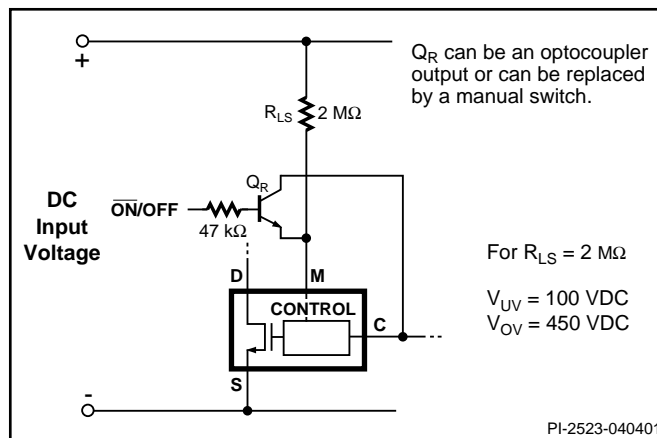 +
Q_R can be an optocoupler
output or can be replaced
by a manual switch.
R_LS 2 MΩ
Q_R
DC
Input
Voltage
O̅N̅/OFF
47 kΩ
For R_LS = 2 MΩ
D
M
V_UV = 100 VDC
V_OV = 450 VDC
CONTROL
C
S
-
PI-2523-040401